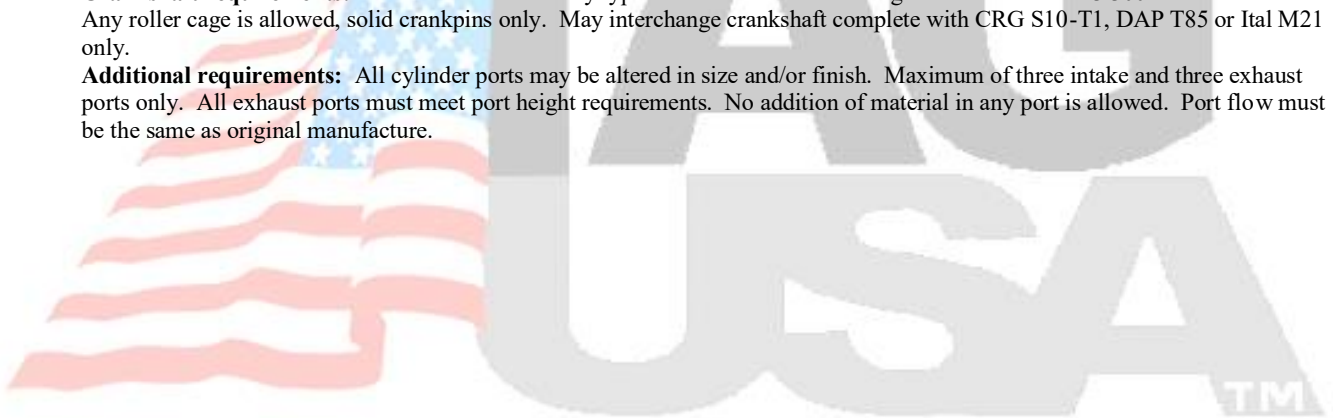 Any roller cage is allowed, solid crankpins only.  May interchange crankshaft complete with CRG S10-T1, DAP T85 or Ital M21
only.
Additional requirements:  All cylinder ports may be altered in size and/or finish.  Maximum of three intake and three exhaust
ports only.  All exhaust ports must meet port height requirements.  No addition of material in any port is allowed.  Port flow must
be the same as original manufacture.
TAG
USA
TM